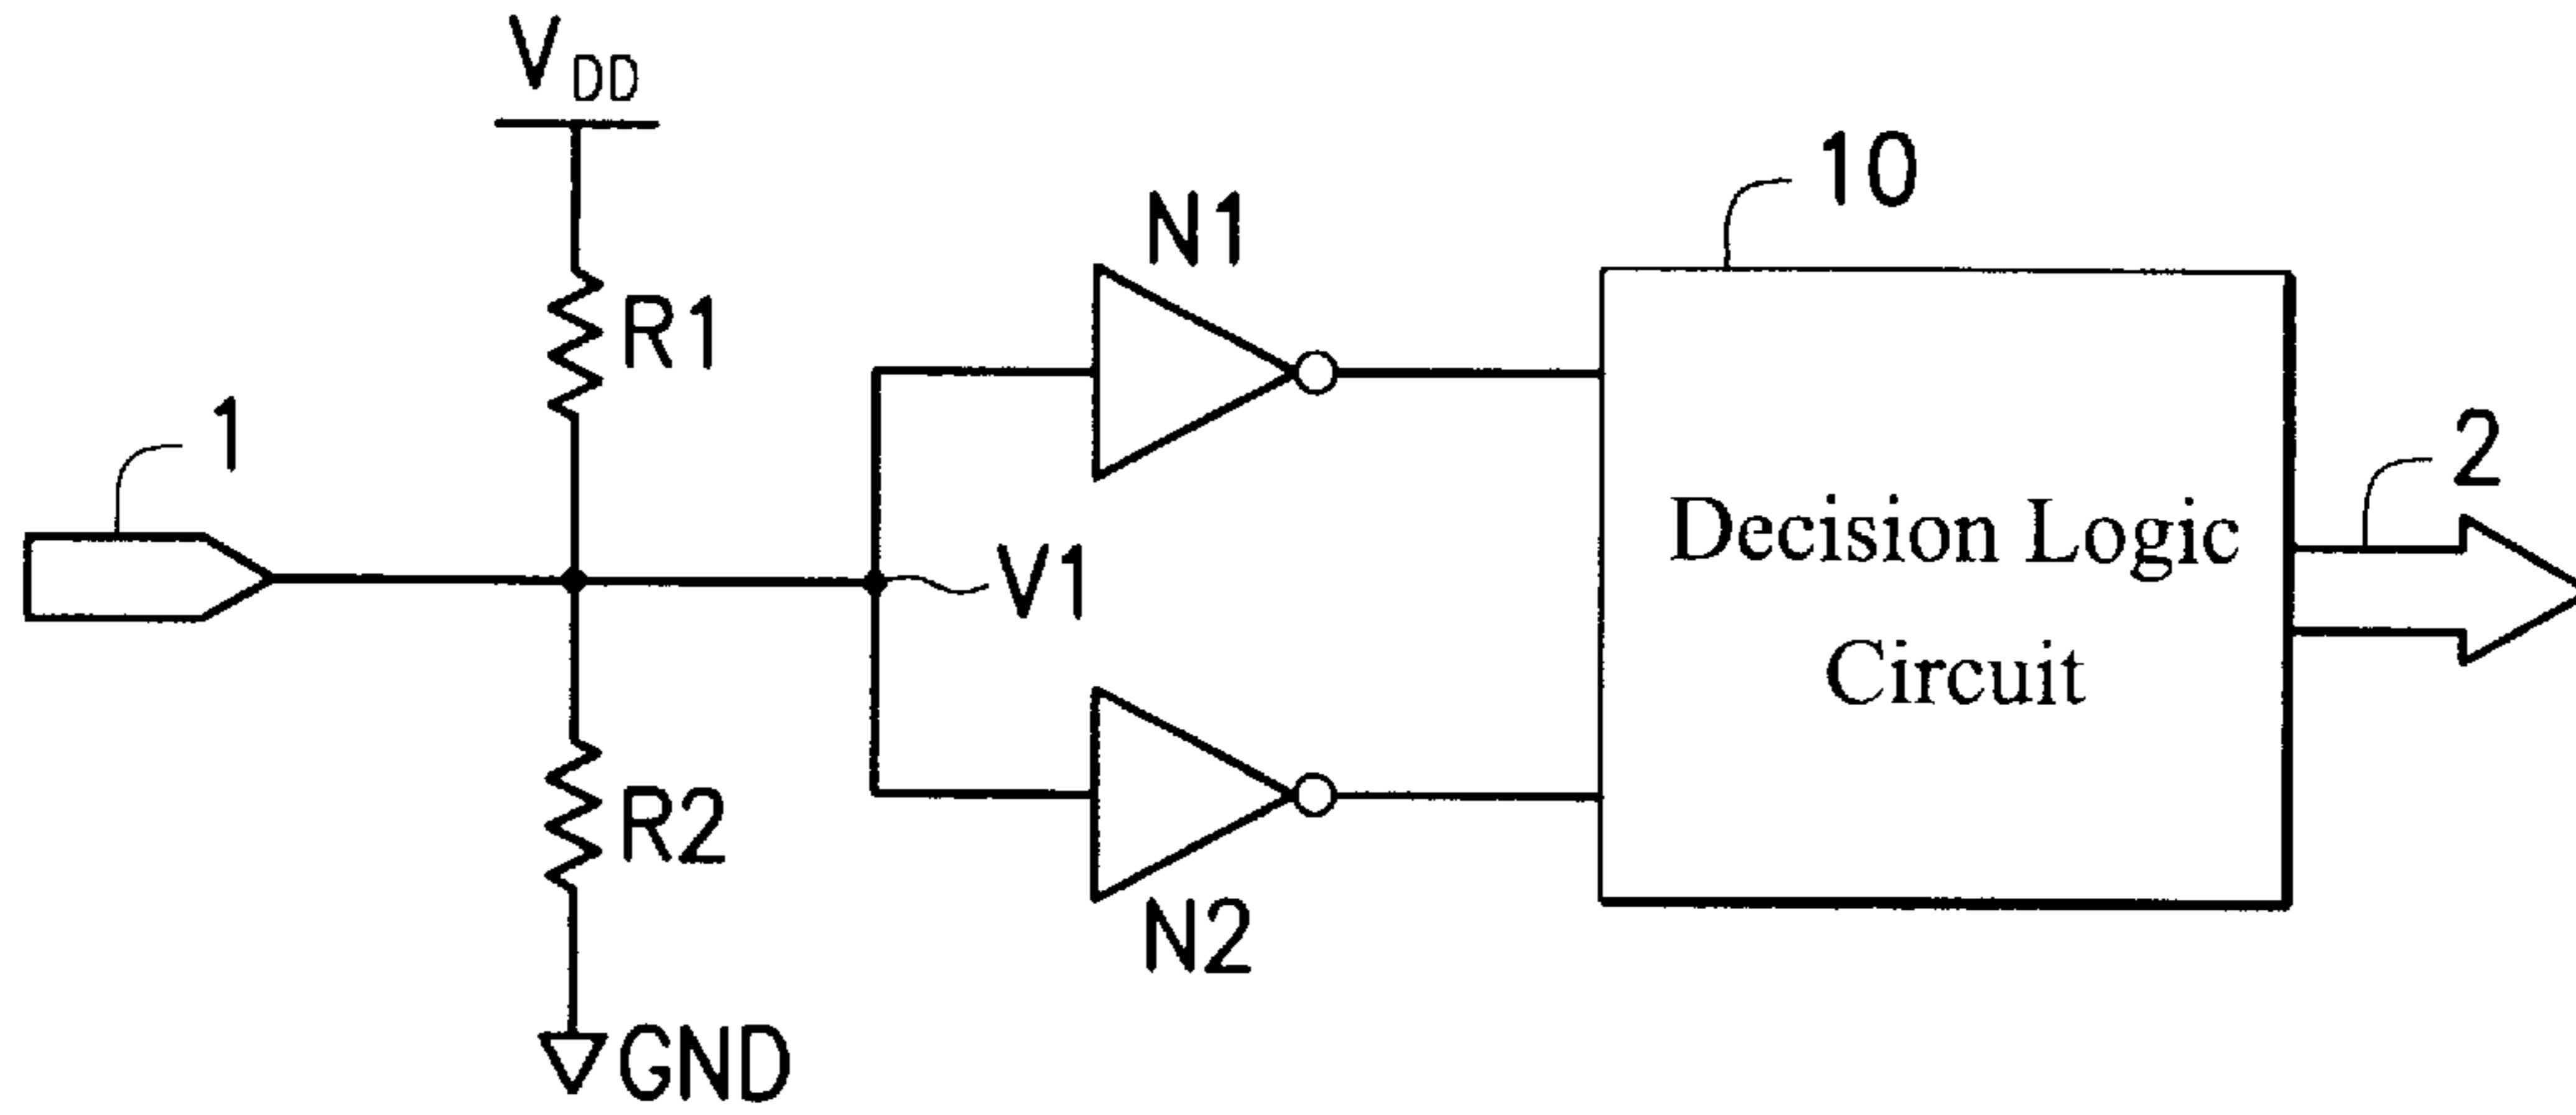 VDD
10
N1
R1
1
2
Decision Logic
V1
Circuit
R2
N2
GND